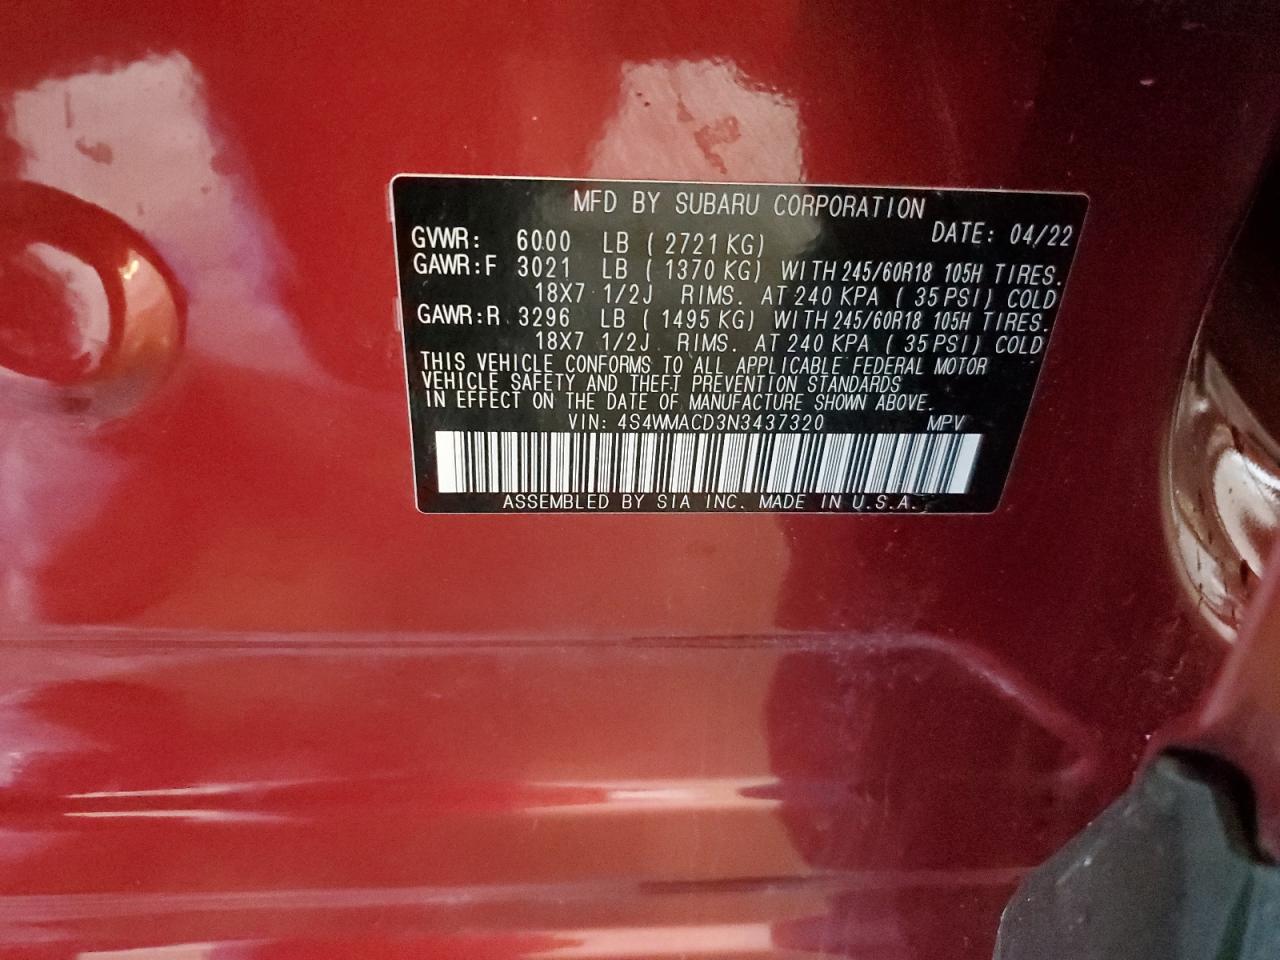 MFD BY SUBARU CORPORATION
DATE: 04/22
GVWR: 6000 LB ( 2721 KG)
GAWR:F 3021 LB ( 1370 KG) WITH 245/60R18 105H TIRES.
18X7 1/2J RIMS. AT 240 KPA ( 35 PSI) COLD
GAWR:R 3296 LB ( 1495 KG) WITH 245/60R18 105H TIRES.
18X7 1/2J RIMS. AT 240 KPA ( 35 PSI) COLD
THIS VEHICLE CONFORMS TO ALL APPLICABLE FEDERAL MOTOR
VEHICLE SAFETY AND THEFT PREVENTION STANDARDS
IN EFFECT ON THE DATE OF MANUFACTURE SHOWN ABOVE.
VIN: 4S4WMACD3N3437320 MPV
ASSEMBLED BY SIA INC. MADE IN U.S.A.